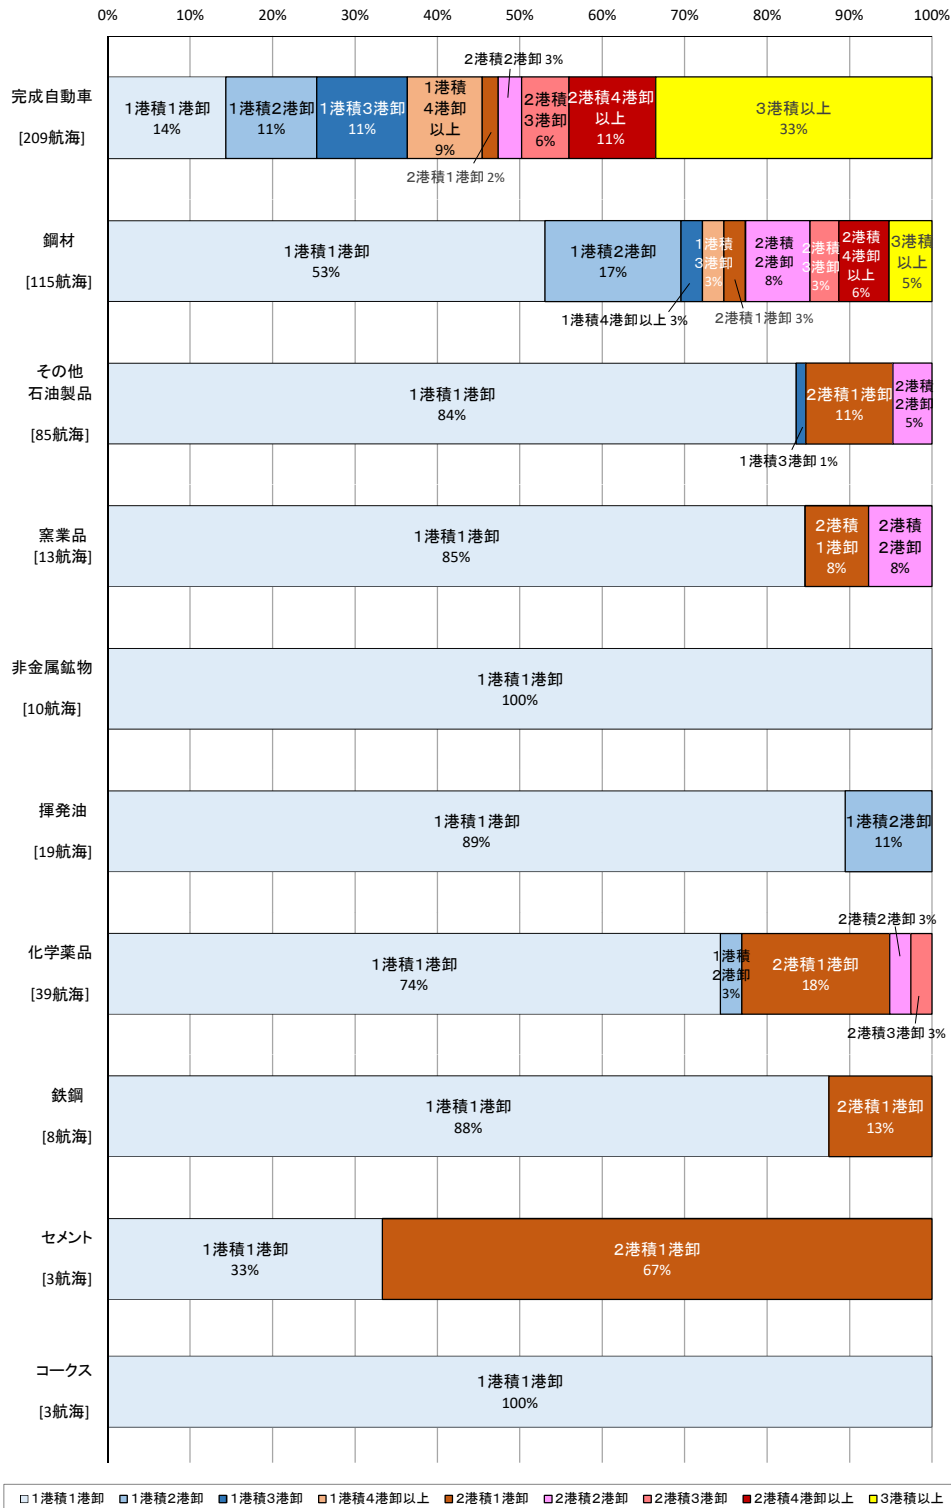 0% 10% 20% 30% 40% 50% 60% 70% 80% 90% 100%
完成自動車
[209航海]
1港積1港卸
14%
1港積2港卸
11%
1港積3港卸
11%
1港積
4港卸
以上
9%
2港積1港卸 2%
2港積2港卸 3%
2港積
3港卸
6%
2港積4港卸
以上
11%
3港積以上
33%
鋼材
[115航海]
1港積1港卸
53%
1港積2港卸
17%
1港積4港卸以上 3%
1港積
3港卸
3%
2港積1港卸 3%
2港積
2港卸
8%
2港積
3港卸
3%
2港積
4港卸
以上
6%
3港積
以上
5%
その他
石油製品
[85航海]
1港積1港卸
84%
1港積3港卸 1%
2港積1港卸
11%
2港積
2港卸
5%
窯業品
[13航海]
1港積1港卸
85%
2港積
1港卸
8%
2港積
2港卸
8%
非金属鉱物
[10航海]
1港積1港卸
100%
揮発油
[19航海]
1港積1港卸
89%
1港積2港卸
11%
化学薬品
[39航海]
1港積1港卸
74%
1港積
2港卸
3%
2港積1港卸
18%
2港積2港卸 3%
2港積3港卸 3%
鉄鋼
[8航海]
1港積1港卸
88%
2港積1港卸
13%
セメント
[3航海]
1港積1港卸
33%
2港積1港卸
67%
コークス
[3航海]
1港積1港卸
100%
1港積1港卸 1港積2港卸 1港積3港卸 1港積4港卸以上 2港積1港卸 2港積2港卸 2港積3港卸 2港積4港卸以上 3港積以上